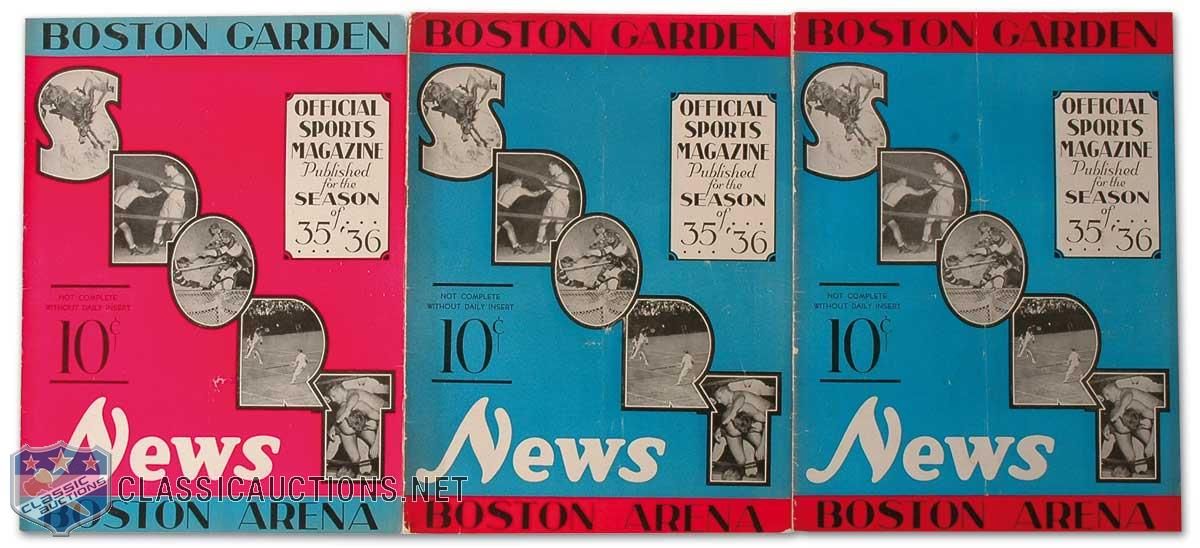 BOSTON GARDEN
SPORT
OFFICIAL
SPORTS
MAGAZINE
Published
for the
SEASON
of
35 '36
NOT COMPLETE
WITHOUT DAILY INSERT
10¢
News
BOSTON ARENA
BOSTON GARDEN
SPORT
OFFICIAL
SPORTS
MAGAZINE
Published
for the
SEASON
of
35 '36
NOT COMPLETE
WITHOUT DAILY INSERT
10¢
News
BOSTON ARENA
BOSTON GARDEN
SPORT
OFFICIAL
SPORTS
MAGAZINE
Published
for the
SEASON
of
35 '36
NOT COMPLETE
WITHOUT DAILY INSERT
10¢
News
BOSTON ARENA
CLASSIC
AUCTIONS
CLASSICAUCTIONS.NET